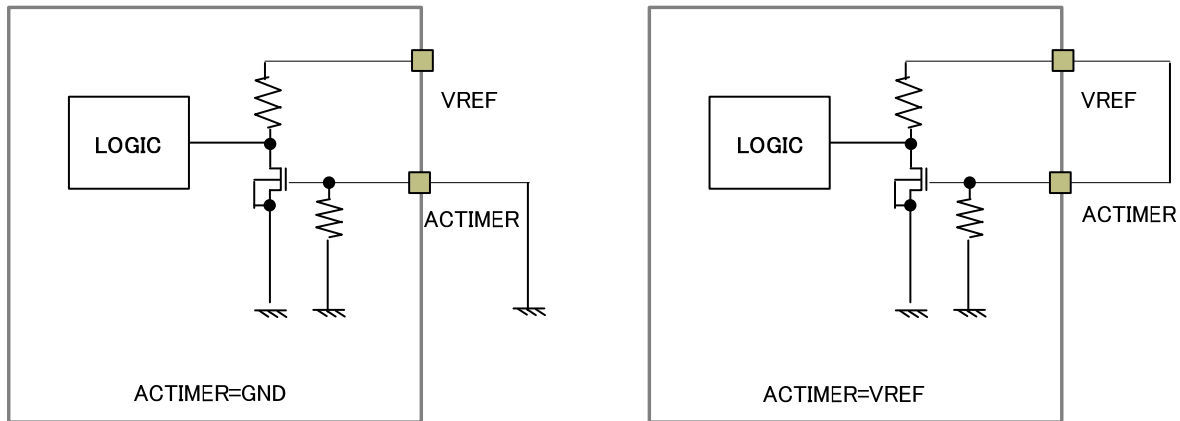 VREF
LOGIC
ACTIMER
ACTIMER=GND
VREF
LOGIC
ACTIMER
ACTIMER=VREF